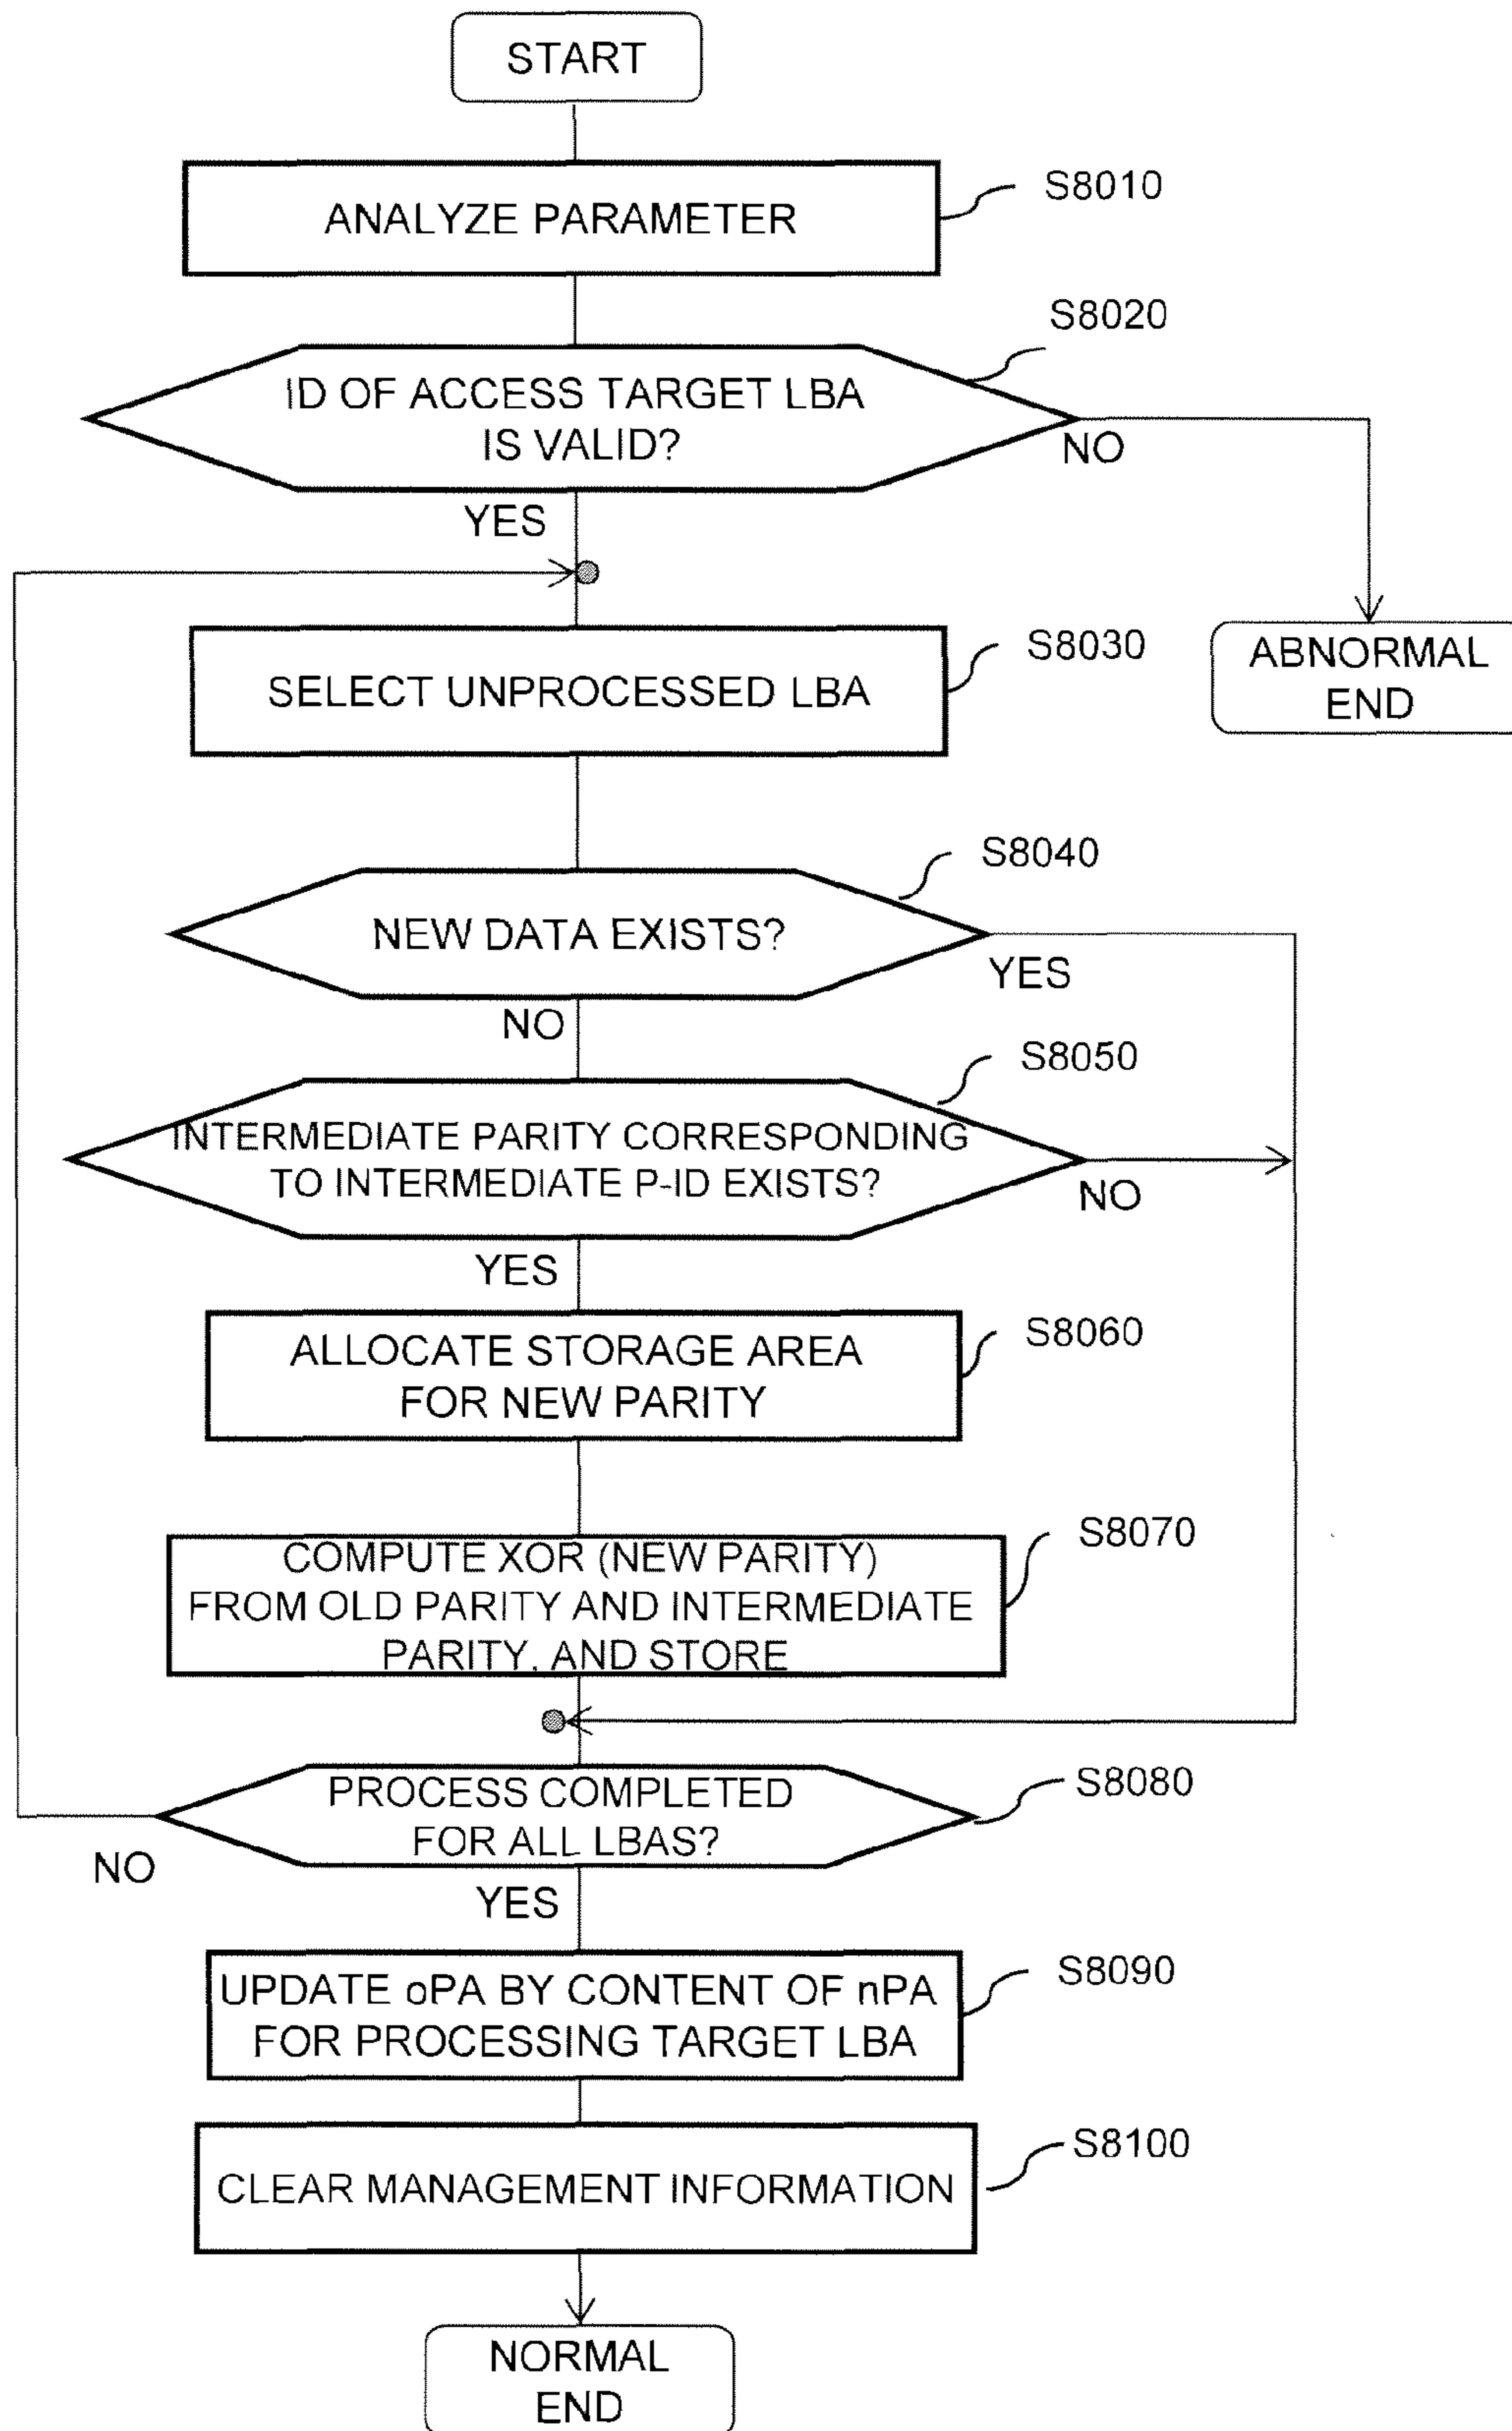 START
ANALYZE PARAMETER
S8010
S8020
ID OF ACCESS TARGET LBA
IS VALID?
NO
YES
SELECT UNPROCESSED LBA
S8030
ABNORMAL
END
S8040
NEW DATA EXISTS?
YES
NO
S8050
INTERMEDIATE PARITY CORRESPONDING
TO INTERMEDIATE P-ID EXISTS?
NO
YES
ALLOCATE STORAGE AREA
FOR NEW PARITY
S8060
COMPUTE XOR (NEW PARITY)
FROM OLD PARITY AND INTERMEDIATE
PARITY, AND STORE
S8070
PROCESS COMPLETED
FOR ALL LBAS?
S8080
NO
YES
UPDATE oPA BY CONTENT OF nPA
FOR PROCESSING TARGET LBA
S8090
CLEAR MANAGEMENT INFORMATION
S8100
NORMAL
END